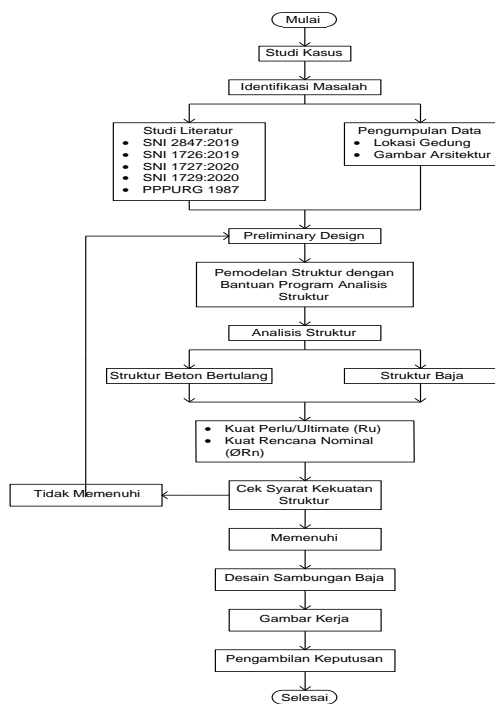 Mulai
Studi Kasus
Identifikasi Masalah
Studi Literatur
• SNI 2847:2019
• SNI 1726:2019
• SNI 1727:2020
• SNI 1729:2020
• PPPURG 1987
Pengumpulan Data
• Lokasi Gedung
• Gambar Arsitektur
Preliminary Design
Pemodelan Struktur dengan
Bantuan Program Analisis
Struktur
Analisis Struktur
Struktur Beton Bertulang
Struktur Baja
• Kuat Perlu/Ultimate (Ru)
• Kuat Rencana Nominal
(ØRn)
Tidak Memenuhi
Cek Syarat Kekuatan
Struktur
Memenuhi
Desain Sambungan Baja
Gambar Kerja
Pengambilan Keputusan
Selesai